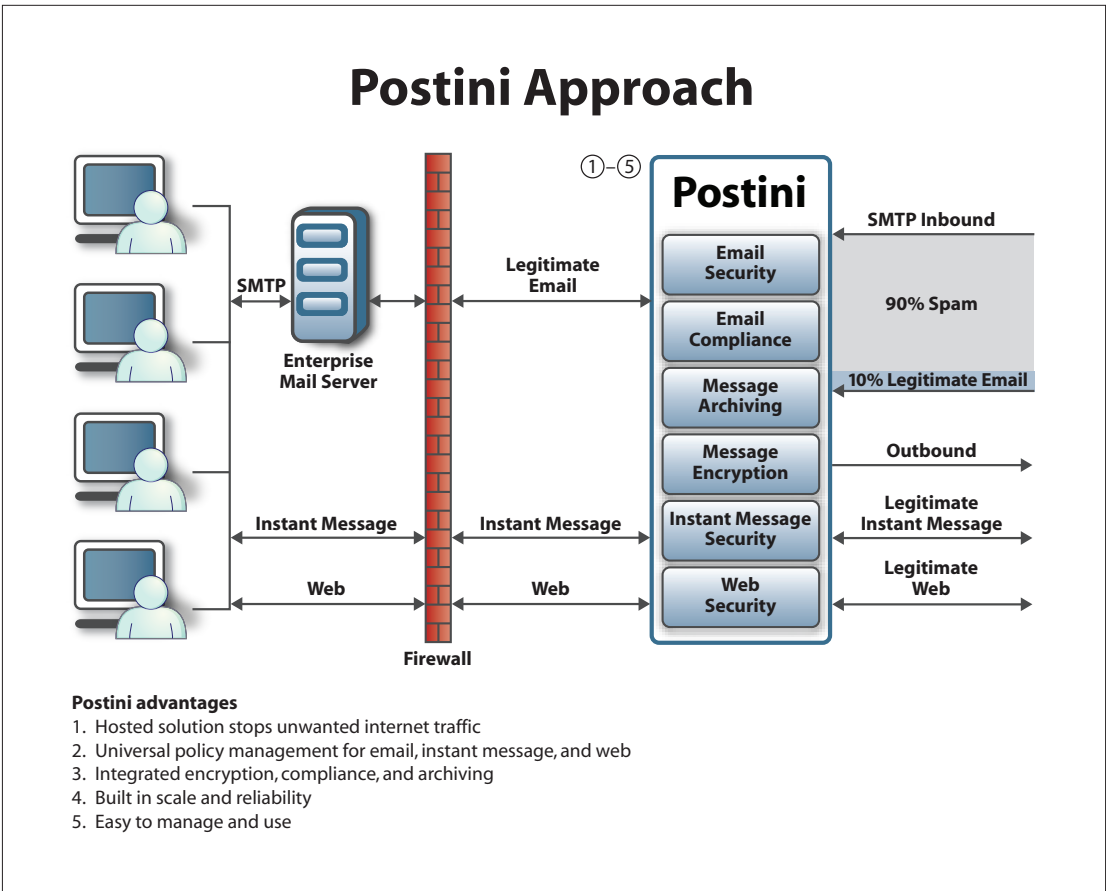 Postini Approach
①–⑤
Postini
SMTP Inbound
Email
Security
Legitimate
Email
SMTP
90% Spam
Email
Compliance
Enterprise
Mail Server
10% Legitimate Email
Message
Archiving
Message
Encryption
Outbound
Instant Message
Instant Message
Instant Message
Security
Legitimate
Instant Message
Web
Web
Web
Security
Legitimate
Web
Firewall
Postini advantages
1. Hosted solution stops unwanted internet traffic
2. Universal policy management for email, instant message, and web
3. Integrated encryption, compliance, and archiving
4. Built in scale and reliability
5. Easy to manage and use